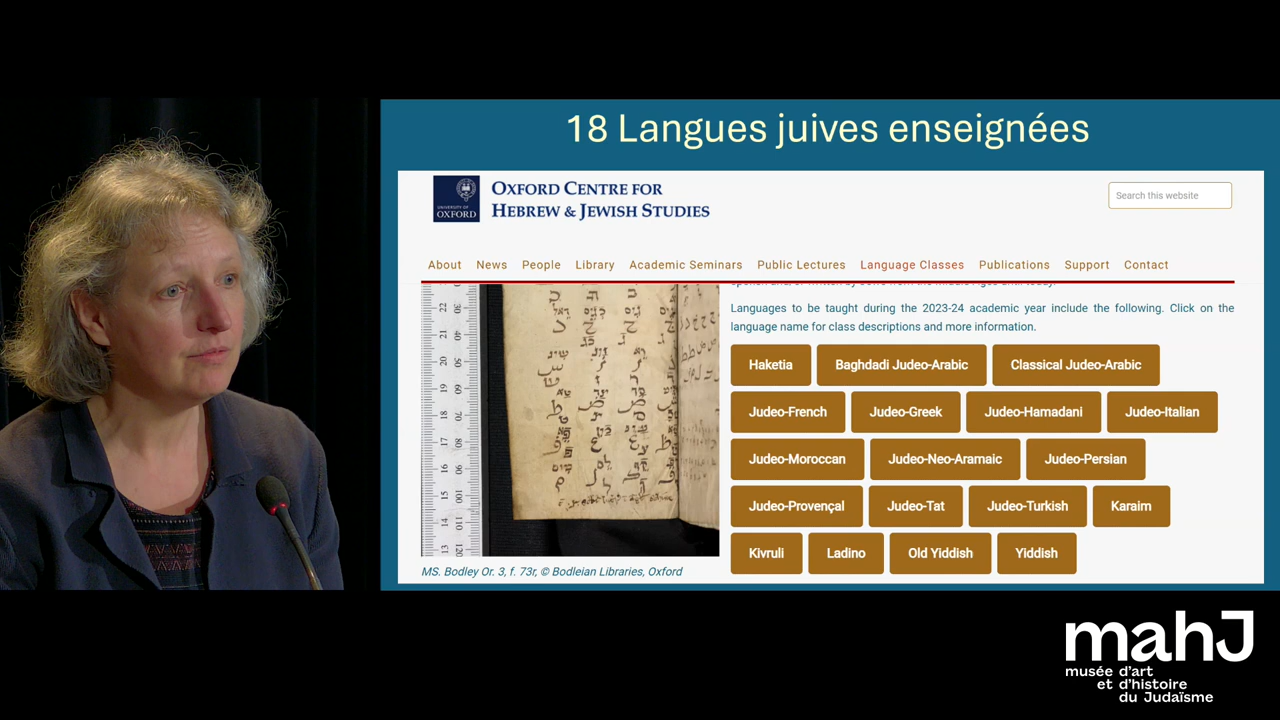 18 Langues juives enseignées
UNIVERSITY OF
OXFORD
OXFORD CENTRE FOR
HEBREW & JEWISH STUDIES
Search this website
About News People Library Academic Seminars Public Lectures Language Classes Publications Support Contact
Languages to be taught during the 2023-24 academic year include the following. Click on the
language name for class descriptions and more information.
Haketia Baghdadi Judeo-Arabic Classical Judeo-Arabic
Judeo-French Judeo-Greek Judeo-Hamadani Judeo-Italian
Judeo-Moroccan Judeo-Neo-Aramaic Judeo-Persian
Judeo-Provençal Judeo-Tat Judeo-Turkish Karaim
Kivruli Ladino Old Yiddish Yiddish
MS. Bodley Or. 3, f. 73r, © Bodleian Libraries, Oxford
mahJ
musée d'art
et d'histoire
du Judaïsme